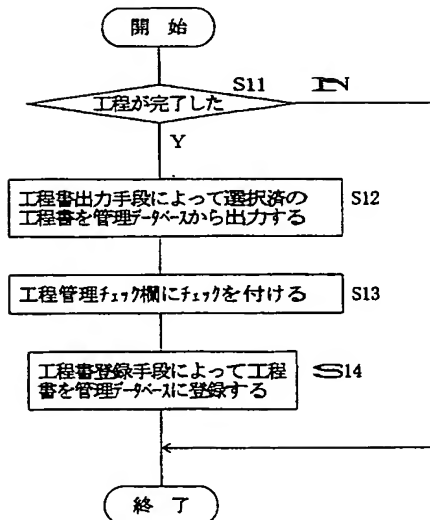 開 始
S11
N
工程が完了した
Y
工程書出力手段によって選択済の
工程書を管理データベースから出力する
S12
工程管理チェック欄にチェックを付ける
S13
工程書登録手段によって工程
書を管理データベースに登録する
S14
終 了